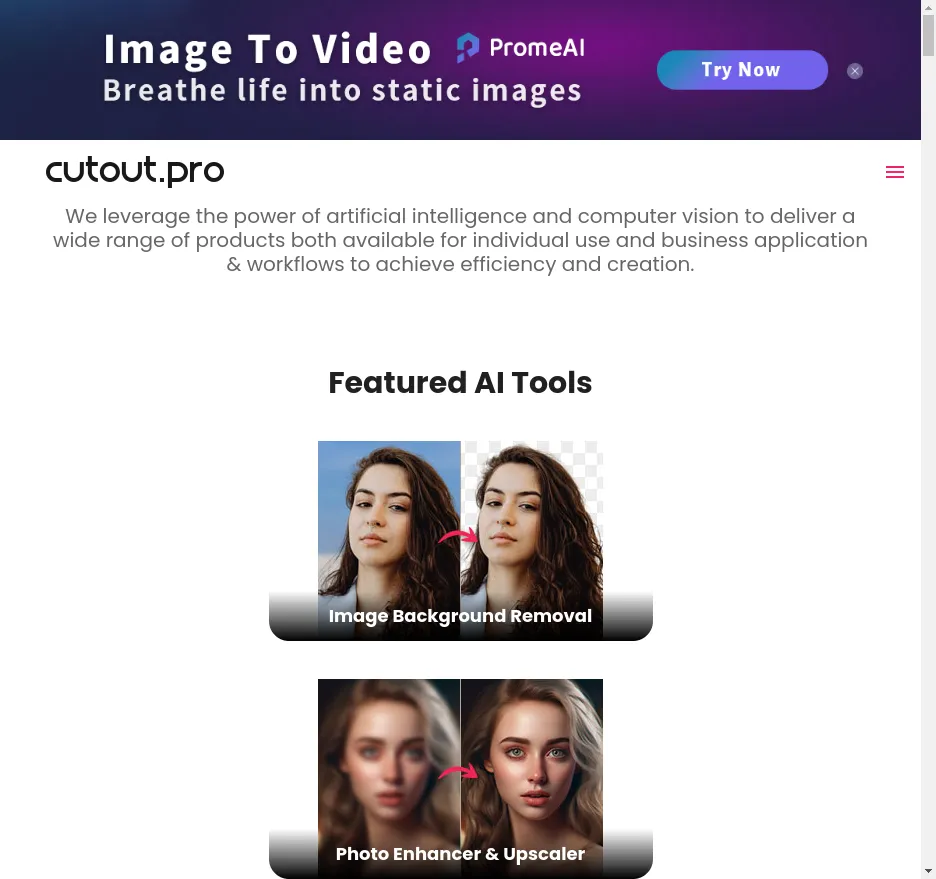 Image To Video PromeAI
Breathe life into static images
Try Now
cutout.pro
We leverage the power of artificial intelligence and computer vision to deliver a
wide range of products both available for individual use and business application
& workflows to achieve efficiency and creation.
Featured AI Tools
Image Background Removal
Photo Enhancer & Upscaler